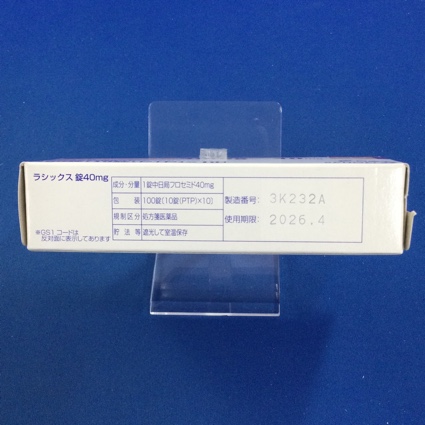 ラシックス 錠40mg
成分・分量 1錠中日局フロセミド40mg
包装 100錠(10錠(PTP)×10)
規制区分 処方箋医薬品
貯法等 遮光して室温保存
製造番号: 3K232A
使用期限: 2026.4
※GS1コードは
反対面に表示してあります